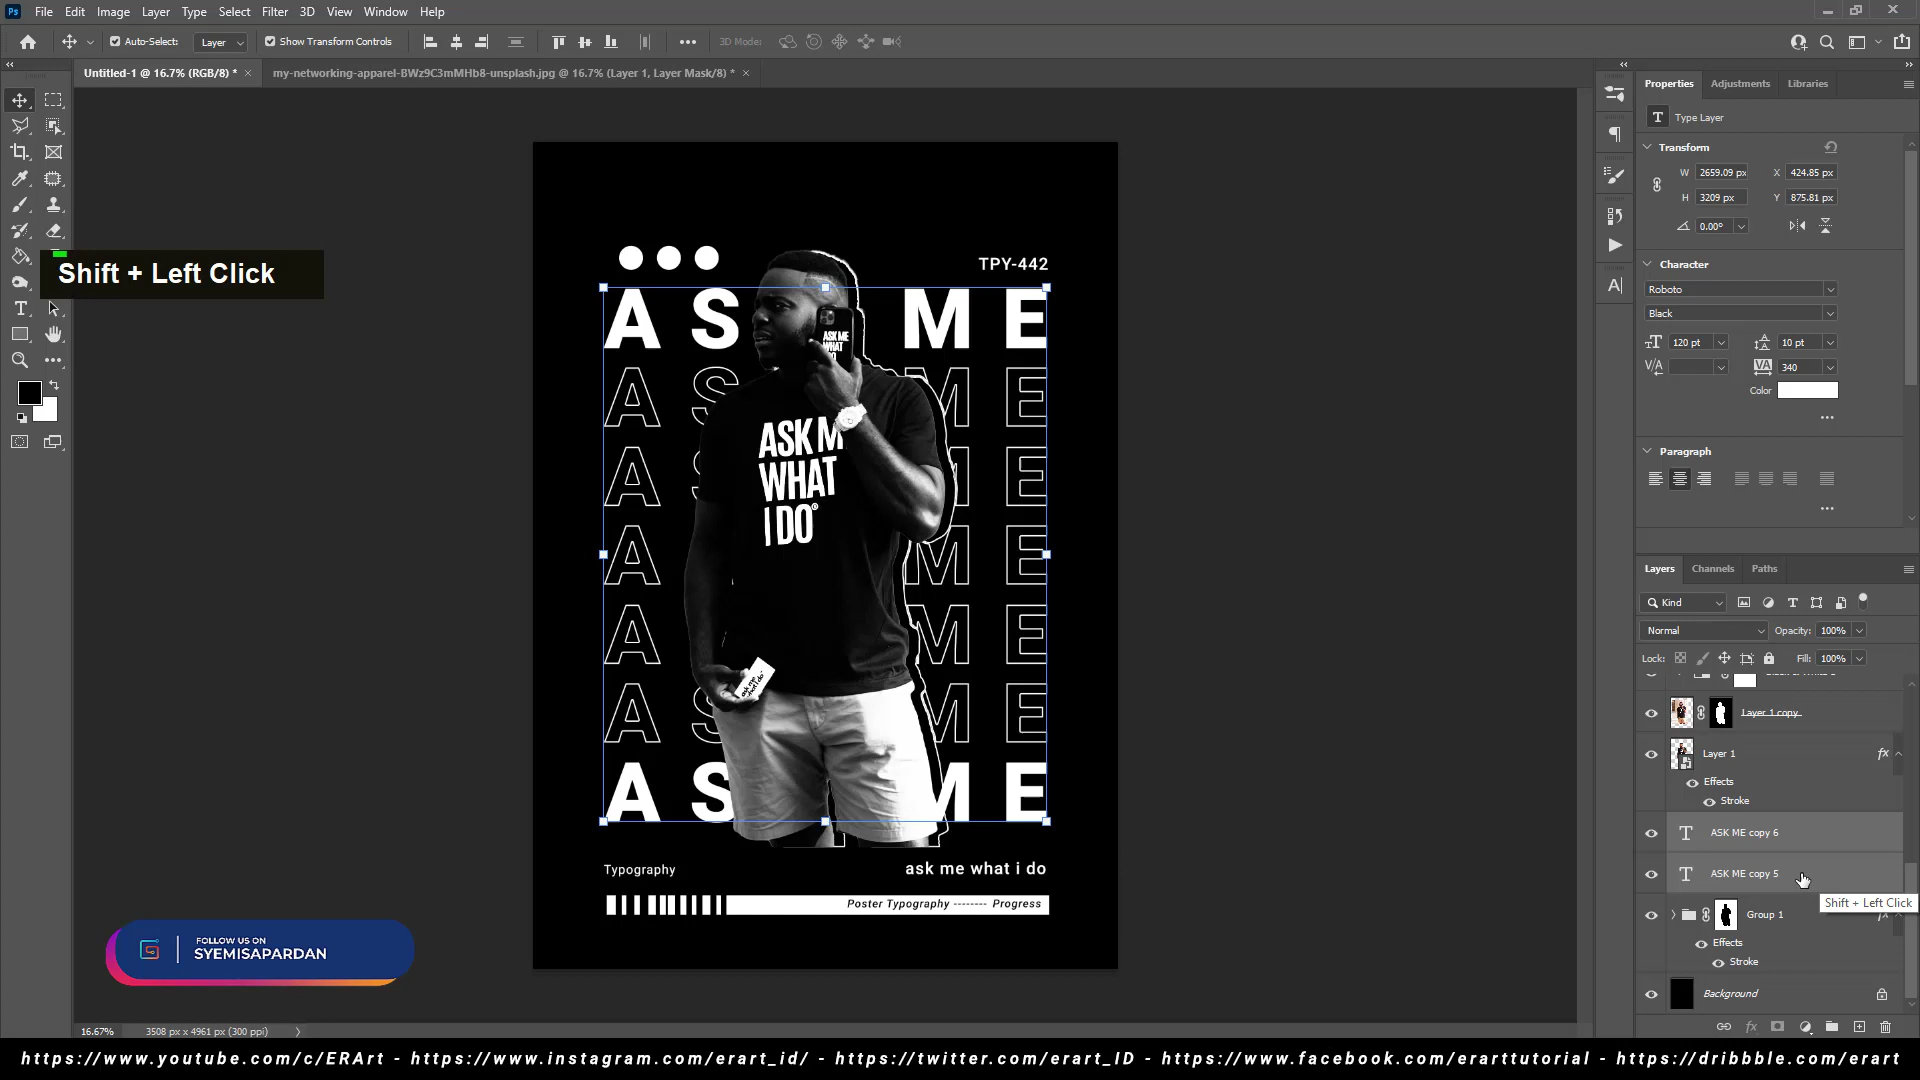 Ps File Edit Image Layer Type Select Filter 3D View Window Help
Auto-Select: Layer Show Transform Controls 3D Mode:
Untitled-1 @ 16.7% (RGB/8) * × my-networking-apparel-BWz9C3mMHb8-unsplash.jpg @ 16.7% (Layer 1, Layer Mask/8) * ×
Shift + Left Click
TPY-442
A S ME
A S M E
A S M E
A M E
A M E
A S M E
A S M E
ASK ME
WHAT
ASK M
WHAT
I DO®
ask me
what i do
Typography ask me what i do
Poster Typography -------- Progress
FOLLOW US ON
SYEMISAPARDAN
16.67% 3508 px x 4961 px (300 ppi)
Properties Adjustments Libraries
T Type Layer
Transform
W 2659.09 px X 424.85 px
H 3209 px Y 875.81 px
0.00°
Character
Roboto
Black
120 pt 10 pt
340
Color
Paragraph
Layers Channels Paths
Kind
Normal Opacity: 100%
Lock: Fill: 100%
Layer 1 copy
Layer 1 fx
Effects
Stroke
T ASK ME copy 6
T ASK ME copy 5
Shift + Left Click
Group 1
Effects
Stroke
Background
https://www.youtube.com/c/ERArt - https://www.instagram.com/erart_id/ - https://twitter.com/erart_ID - https://www.facebook.com/erarttutorial - https://dribbble.com/erart